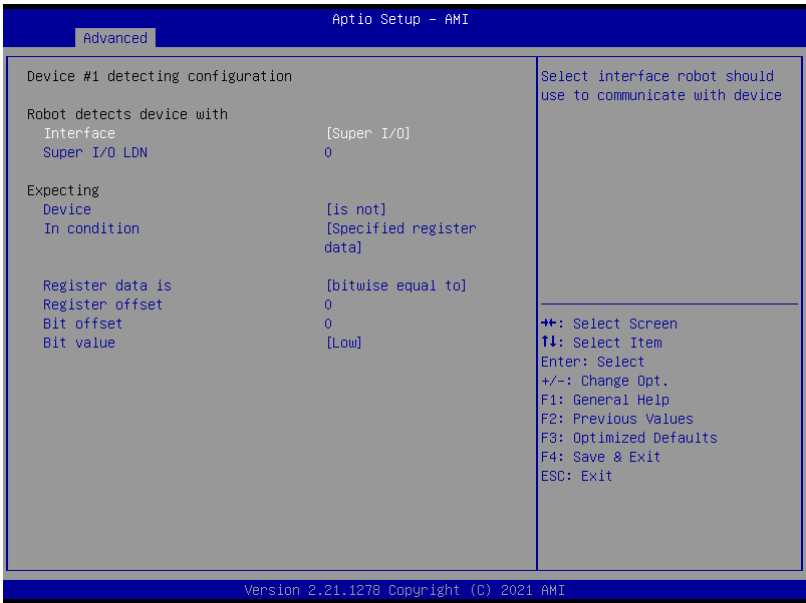 Aptio Setup – AMI
Advanced
Device #1 detecting configuration
Robot detects device with
Interface [Super I/O]
Super I/O LDN 0
Expecting
Device [is not]
In condition [Specified register
data]
Register data is [bitwise equal to]
Register offset 0
Bit offset 0
Bit value [Low]
Select interface robot should
use to communicate with device
→←: Select Screen
↑↓: Select Item
Enter: Select
+/-: Change Opt.
F1: General Help
F2: Previous Values
F3: Optimized Defaults
F4: Save & Exit
ESC: Exit
Version 2.21.1278 Copyright (C) 2021 AMI